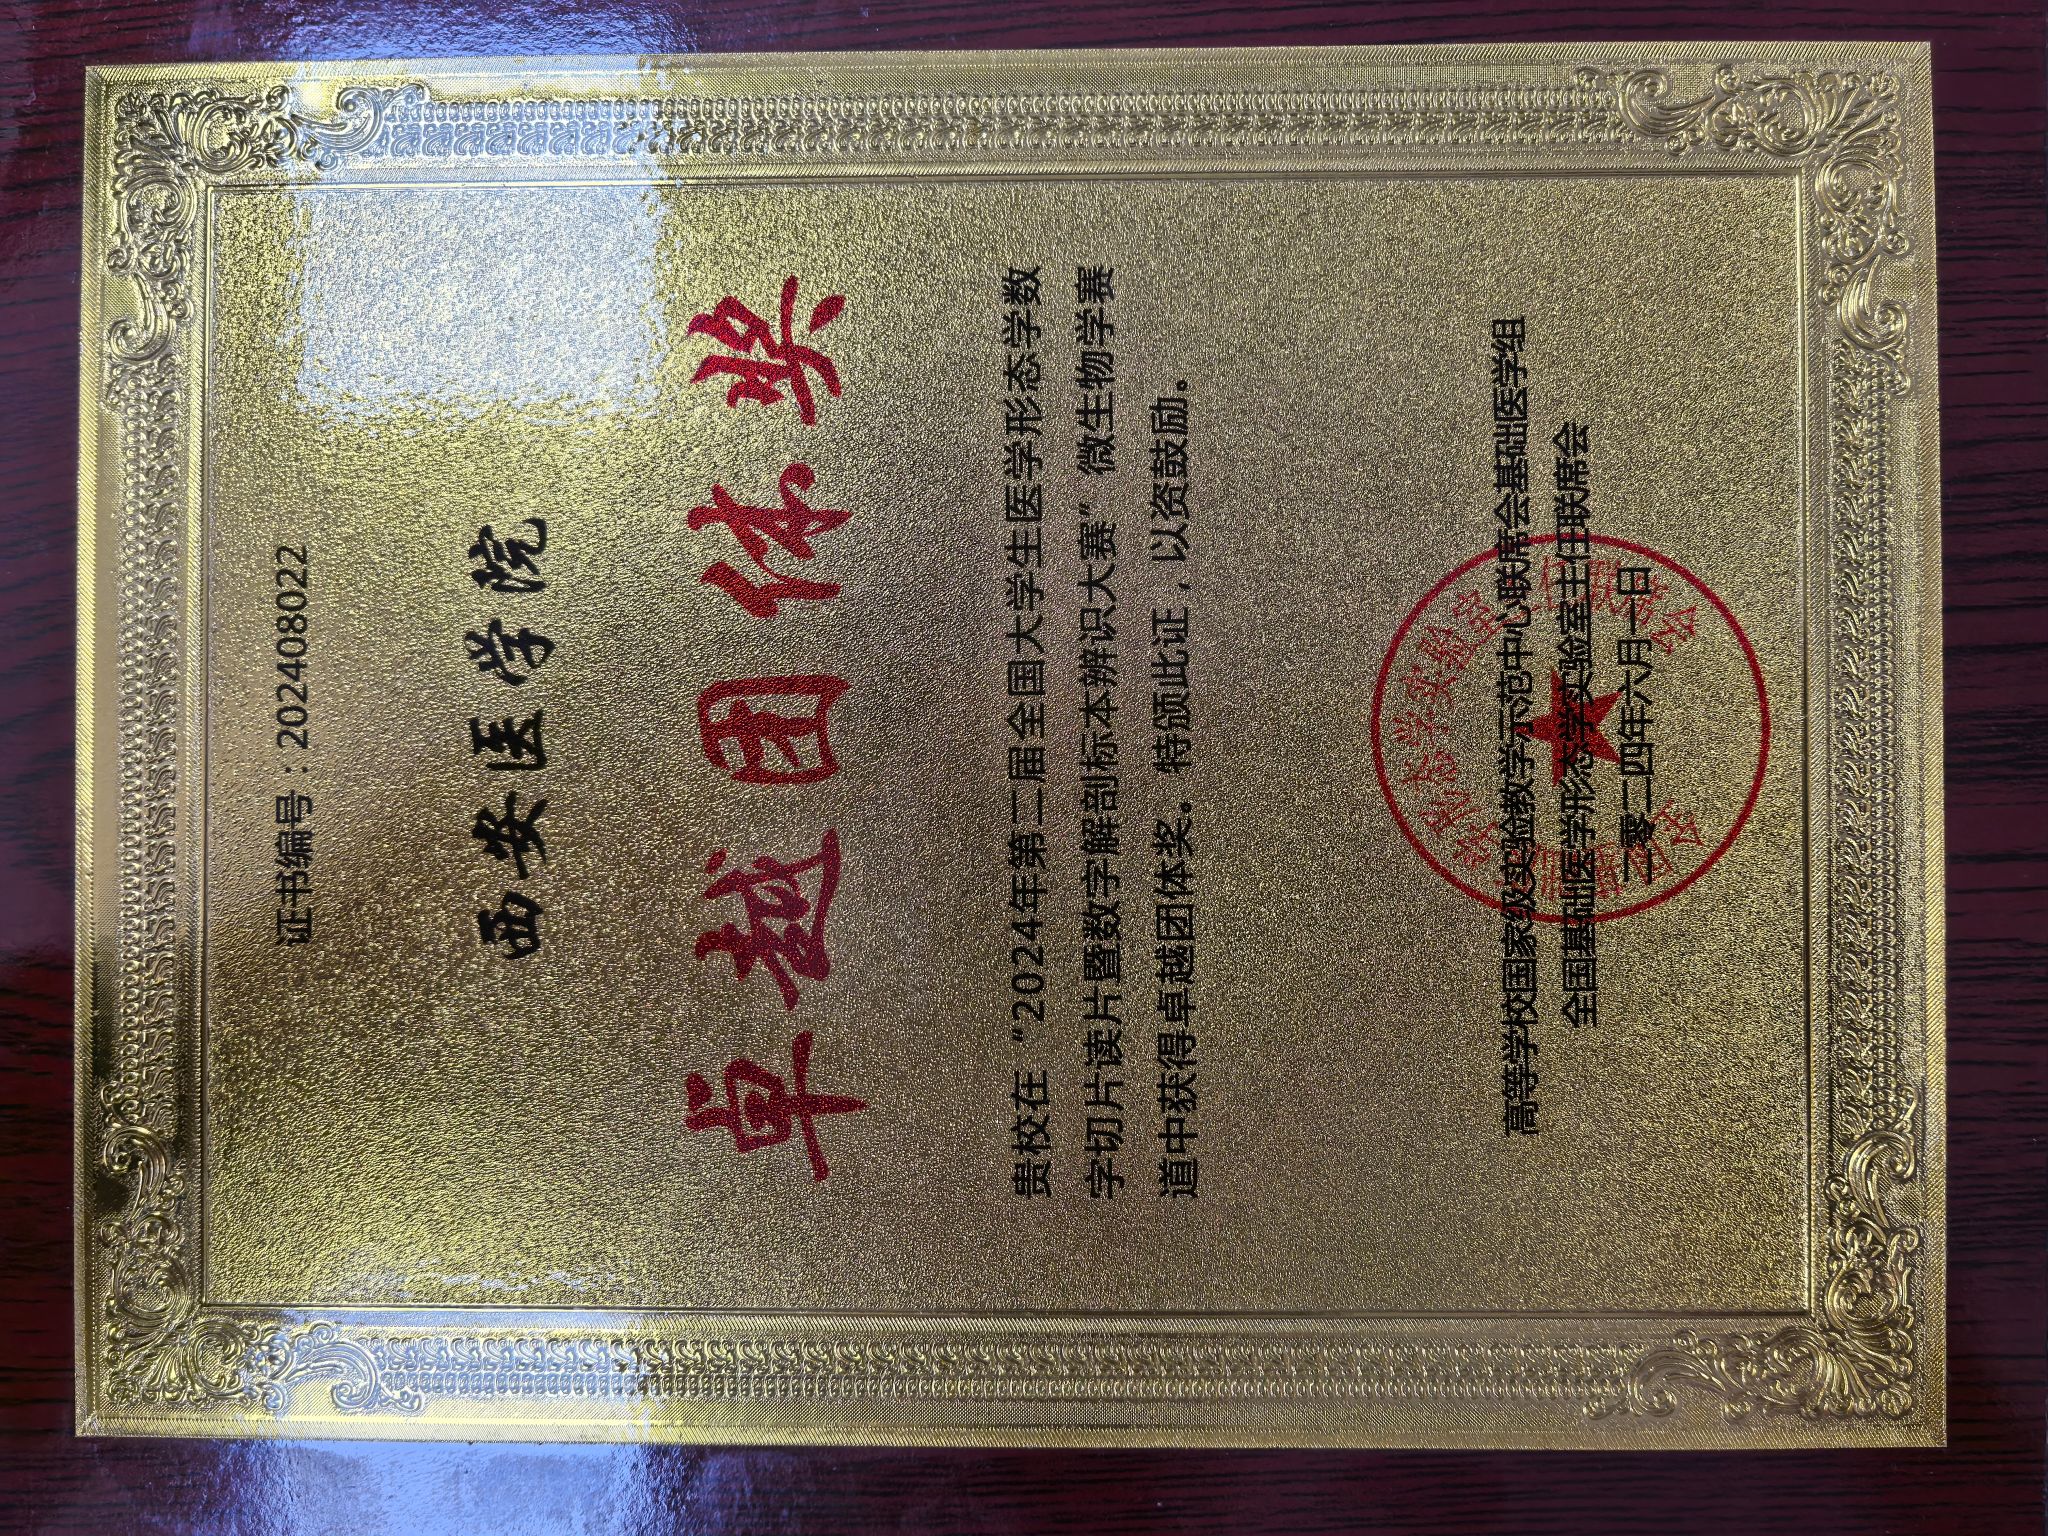 证书编号：202408022
西安医学院
卓越团体奖
贵校在“2024年第二届全国大学生医学形态学数
字切片读片暨数字解剖标本辨识大赛”微生物学赛
道中获得卓越团体奖。特颁此证，以资鼓励。
高等学校国家级实验教学示范中心联席会基础医学组
全国基础医学形态学实验室主任联席会
二零二四年六月一日